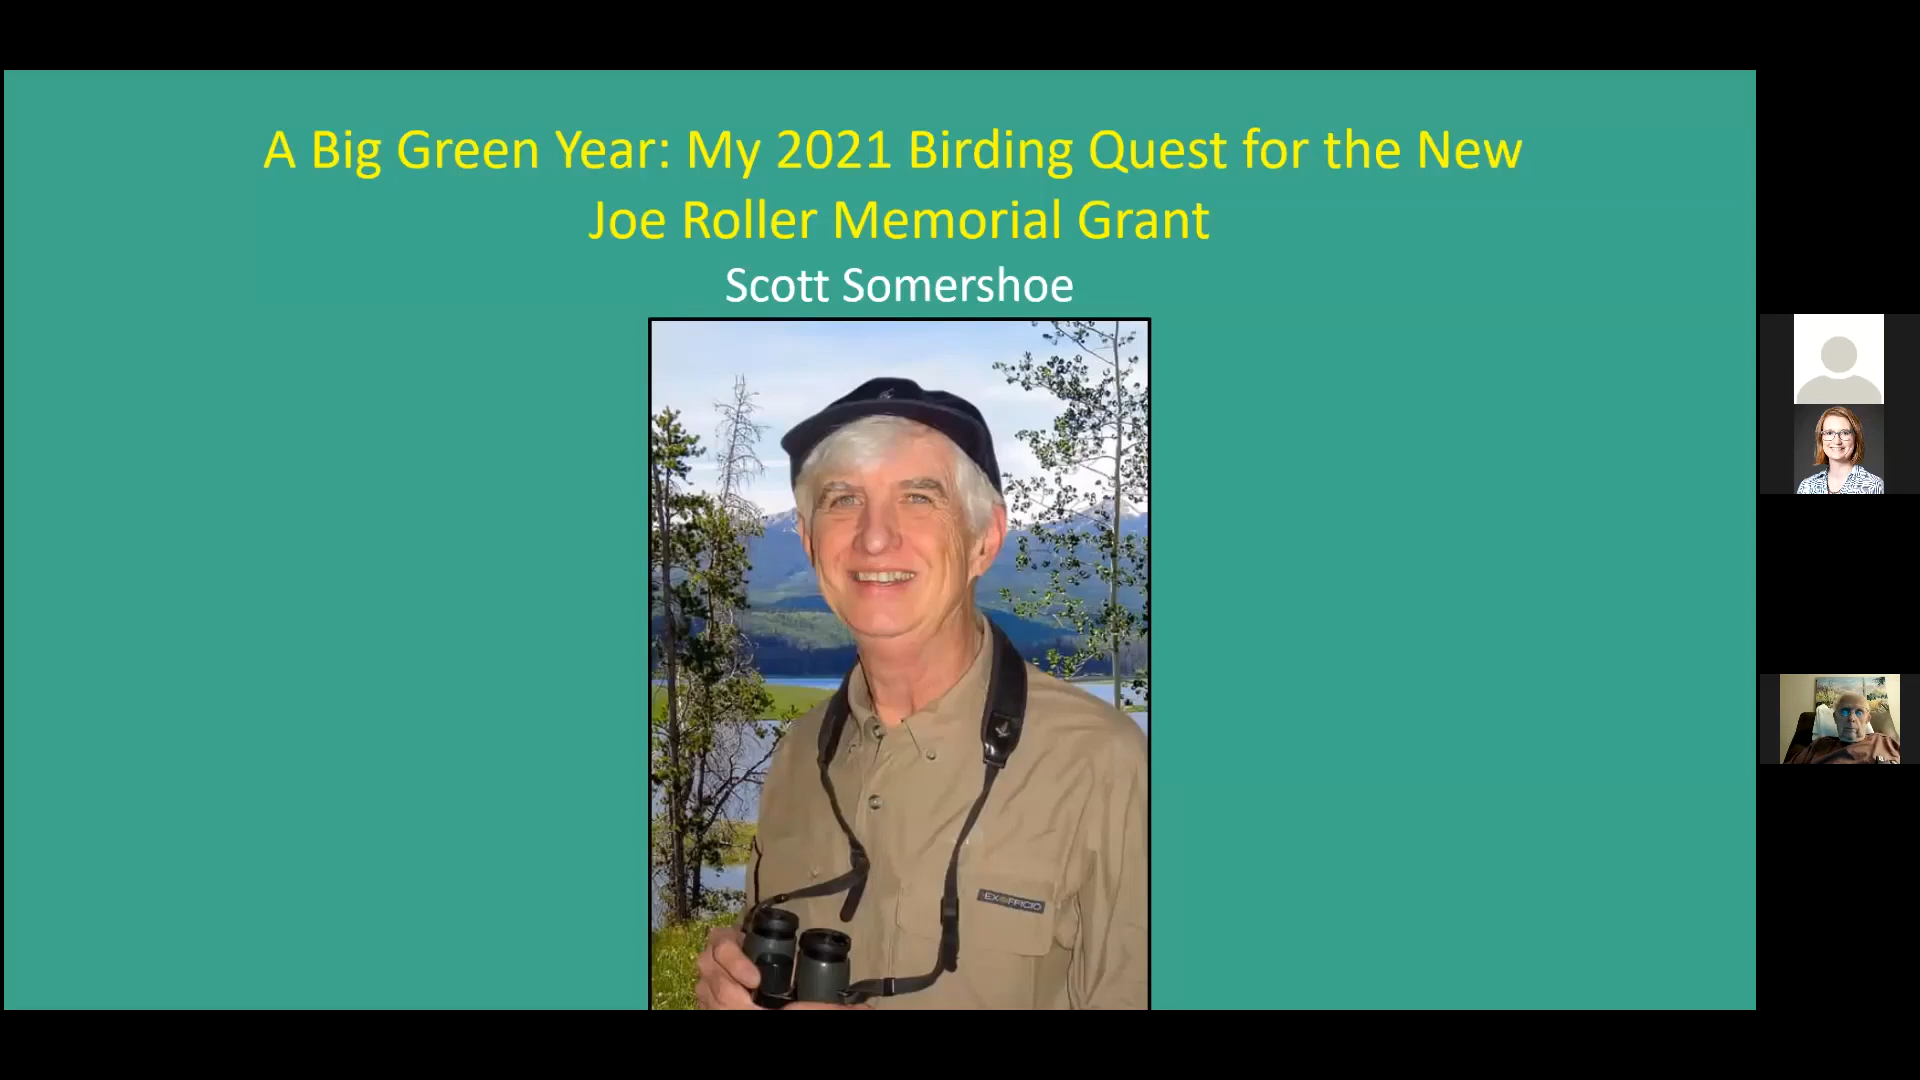 A Big Green Year: My 2021 Birding Quest for the New
Joe Roller Memorial Grant
Scott Somershoe
EXOFFICIO